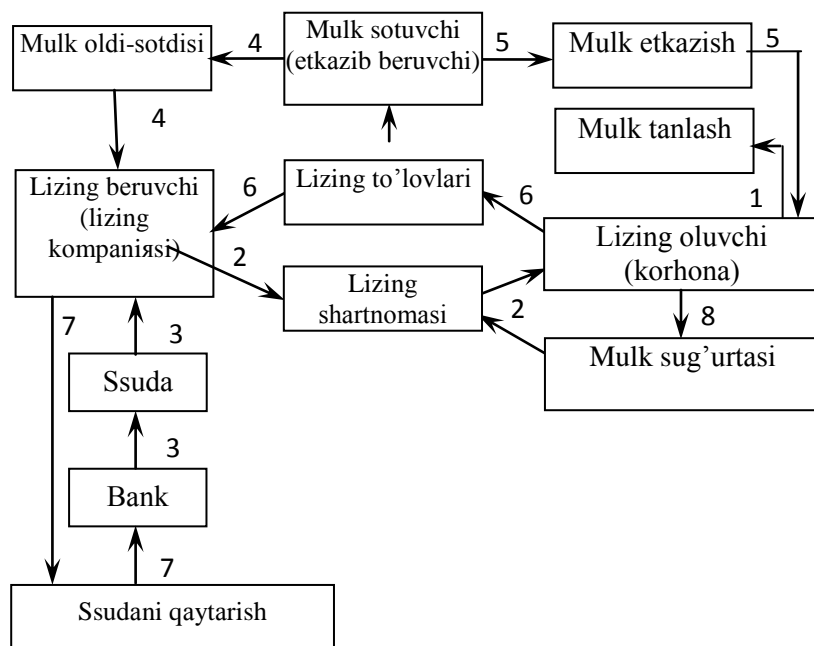 Mulk oldi-sotdisi
4
Mulk sotuvchi
(etkazib beruvchi)
5
Mulk etkazish
5
4
Mulk tanlash
Lizing beruvchi
(lizing
kompaniяsi)
6
Lizing to’lovlari
6
1
2
Lizing
shartnomasi
Lizing oluvchi
(korhona)
7
3
2
8
Ssuda
Mulk sug’urtasi
3
Bank
7
Ssudani qaytarish